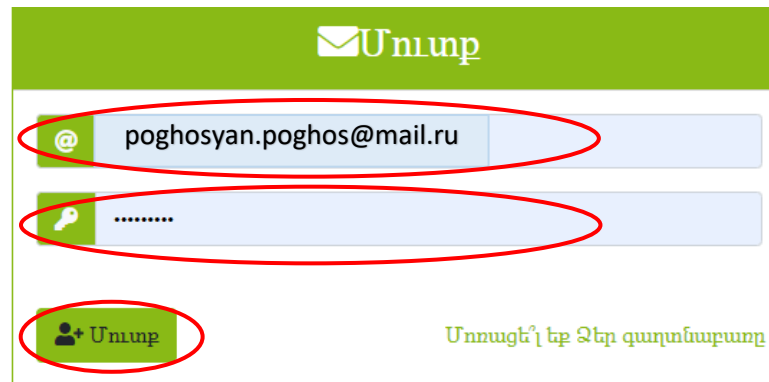 Մուտք
@ poghosyan.poghos@mail.ru
·········
Մուտք
Մոռացե՞լ եք Ձեր գաղտնաբառը